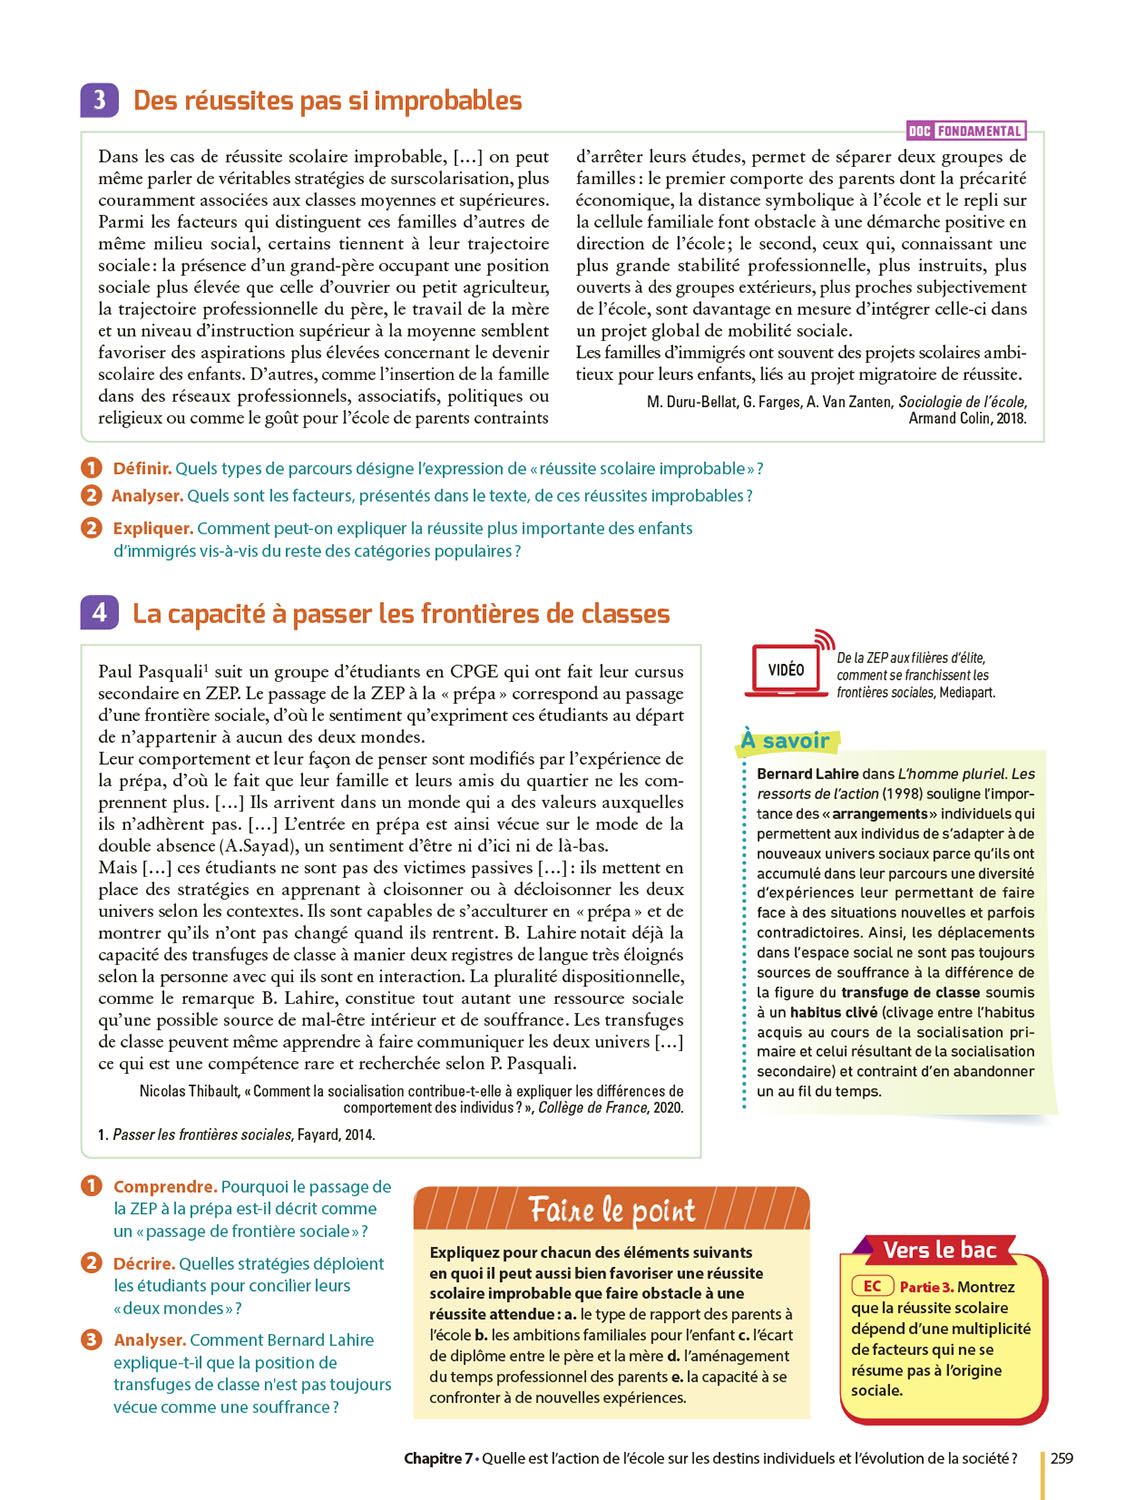 3 Des réussites pas si improbables
DOC FONDAMENTAL
Dans les cas de réussite scolaire improbable, […] on peut
même parler de véritables stratégies de surscolarisation, plus
couramment associées aux classes moyennes et supérieures.
Parmi les facteurs qui distinguent ces familles d’autres de
même milieu social, certains tiennent à leur trajectoire
sociale : la présence d’un grand-père occupant une position
sociale plus élevée que celle d’ouvrier ou petit agriculteur,
la trajectoire professionnelle du père, le travail de la mère
et un niveau d’instruction supérieur à la moyenne semblent
favoriser des aspirations plus élevées concernant le devenir
scolaire des enfants. D’autres, comme l’insertion de la famille
dans des réseaux professionnels, associatifs, politiques ou
religieux ou comme le goût pour l’école de parents contraints
d’arrêter leurs études, permet de séparer deux groupes de
familles : le premier comporte des parents dont la précarité
économique, la distance symbolique à l’école et le repli sur
la cellule familiale font obstacle à une démarche positive en
direction de l’école ; le second, ceux qui, connaissant une
plus grande stabilité professionnelle, plus instruits, plus
ouverts à des groupes extérieurs, plus proches subjectivement
de l’école, sont davantage en mesure d’intégrer celle-ci dans
un projet global de mobilité sociale.
Les familles d’immigrés ont souvent des projets scolaires ambi-
tieux pour leurs enfants, liés au projet migratoire de réussite.
M. Duru-Bellat, G. Farges, A. Van Zanten, Sociologie de l’école,
Armand Colin, 2018.
1 Définir. Quels types de parcours désigne l’expression de « réussite scolaire improbable » ?
2 Analyser. Quels sont les facteurs, présentés dans le texte, de ces réussites improbables ?
2 Expliquer. Comment peut-on expliquer la réussite plus importante des enfants
d’immigrés vis-à-vis du reste des catégories populaires ?
4 La capacité à passer les frontières de classes
Paul Pasquali¹ suit un groupe d’étudiants en CPGE qui ont fait leur cursus
secondaire en ZEP. Le passage de la ZEP à la « prépa » correspond au passage
d’une frontière sociale, d’où le sentiment qu’expriment ces étudiants au départ
de n’appartenir à aucun des deux mondes.
Leur comportement et leur façon de penser sont modifiés par l’expérience de
la prépa, d’où le fait que leur famille et leurs amis du quartier ne les com-
prennent plus. […] Ils arrivent dans un monde qui a des valeurs auxquelles
ils n’adhèrent pas. […] L’entrée en prépa est ainsi vécue sur le mode de la
double absence (A.Sayad), un sentiment d’être ni d’ici ni de là-bas.
Mais […] ces étudiants ne sont pas des victimes passives […] : ils mettent en
place des stratégies en apprenant à cloisonner ou à décloisonner les deux
univers selon les contextes. Ils sont capables de s’acculturer en « prépa » et de
montrer qu’ils n’ont pas changé quand ils rentrent. B. Lahire notait déjà la
capacité des transfuges de classe à manier deux registres de langue très éloignés
selon la personne avec qui ils sont en interaction. La pluralité dispositionnelle,
comme le remarque B. Lahire, constitue tout autant une ressource sociale
qu’une possible source de mal-être intérieur et de souffrance. Les transfuges
de classe peuvent même apprendre à faire communiquer les deux univers […]
ce qui est une compétence rare et recherchée selon P. Pasquali.
Nicolas Thibault, « Comment la socialisation contribue-t-elle à expliquer les différences de
comportement des individus ? », Collège de France, 2020.
1. Passer les frontières sociales, Fayard, 2014.
VIDÉO
De la ZEP aux filières d’élite,
comment se franchissent les
frontières sociales, Mediapart.
À savoir
Bernard Lahire dans L’homme pluriel. Les
ressorts de l’action (1998) souligne l’impor-
tance des « arrangements » individuels qui
permettent aux individus de s’adapter à de
nouveaux univers sociaux parce qu’ils ont
accumulé dans leur parcours une diversité
d’expériences leur permettant de faire
face à des situations nouvelles et parfois
contradictoires. Ainsi, les déplacements
dans l’espace social ne sont pas toujours
sources de souffrance à la différence de
la figure du transfuge de classe soumis
à un habitus clivé (clivage entre l’habitus
acquis au cours de la socialisation pri-
maire et celui résultant de la socialisation
secondaire) et contraint d’en abandonner
un au fil du temps.
1 Comprendre. Pourquoi le passage de
la ZEP à la prépa est-il décrit comme
un « passage de frontière sociale » ?
2 Décrire. Quelles stratégies déploient
les étudiants pour concilier leurs
« deux mondes » ?
3 Analyser. Comment Bernard Lahire
explique-t-il que la position de
transfuges de classe n'est pas toujours
vécue comme une souffrance ?
Faire le point
Expliquez pour chacun des éléments suivants
en quoi il peut aussi bien favoriser une réussite
scolaire improbable que faire obstacle à une
réussite attendue : a. le type de rapport des parents à
l’école b. les ambitions familiales pour l’enfant c. l’écart
de diplôme entre le père et la mère d. l’aménagement
du temps professionnel des parents e. la capacité à se
confronter à de nouvelles expériences.
Vers le bac
EC Partie 3. Montrez
que la réussite scolaire
dépend d’une multiplicité
de facteurs qui ne se
résume pas à l’origine
sociale.
Chapitre 7 • Quelle est l’action de l’école sur les destins individuels et l’évolution de la société ? 259